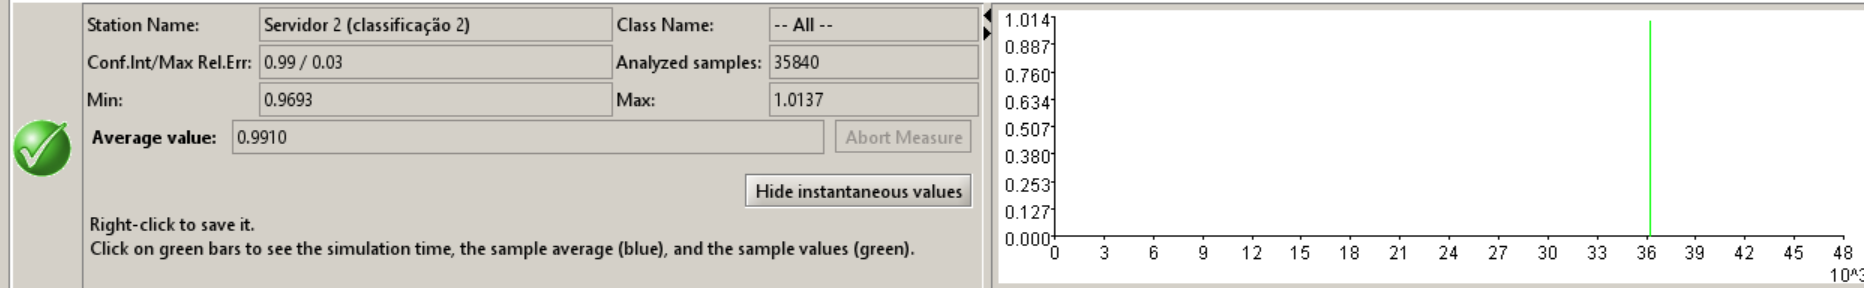 Station Name: Servidor 2 (classificação 2) Class Name: -- All --
Conf.Int/Max Rel.Err: 0.99 / 0.03 Analyzed samples: 35840
Min: 0.9693 Max: 1.0137
Average value: 0.9910 Abort Measure
Hide instantaneous values
Right-click to save it.
Click on green bars to see the simulation time, the sample average (blue), and the sample values (green).
1.014
0.887
0.760
0.634
0.507
0.380
0.253
0.127
0.000
0 3 6 9 12 15 18 21 24 27 30 33 36 39 42 45 48
10^3